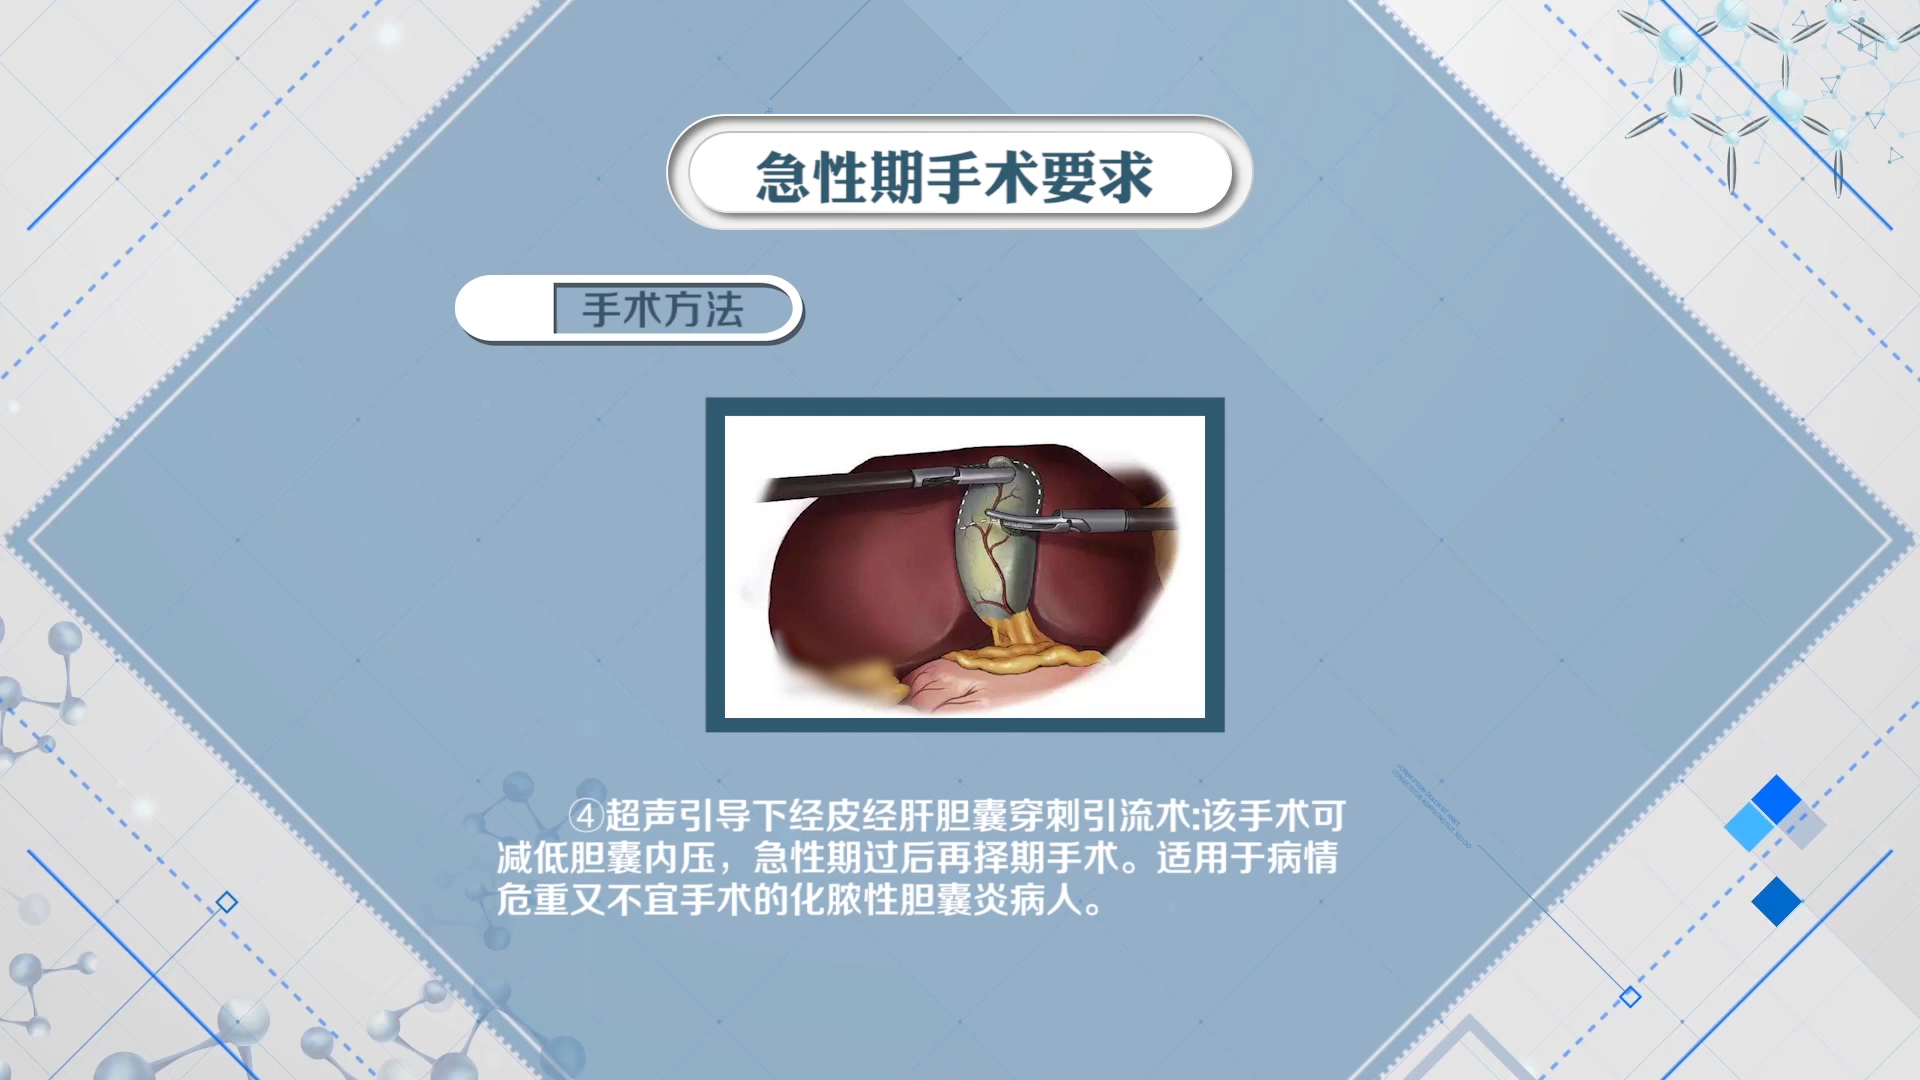 急性期手术要求
手术方法
④超声引导下经皮经肝胆囊穿刺引流术:该手术可
减低胆囊内压，急性期过后再择期手术。适用于病情
危重又不宜手术的化脓性胆囊炎病人。